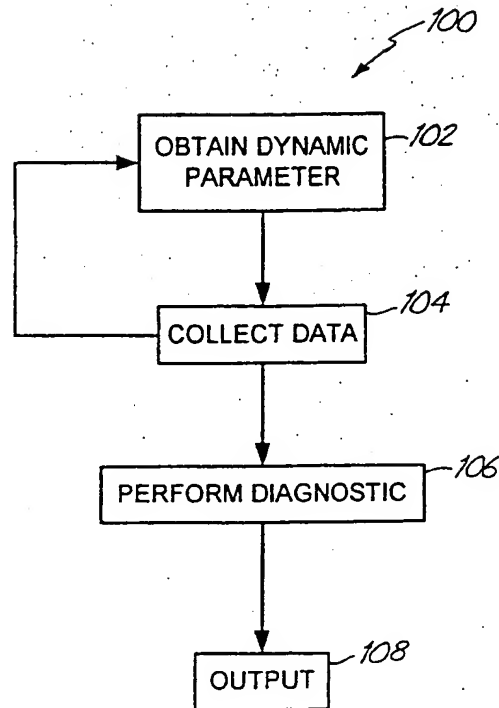 100
OBTAIN DYNAMIC
PARAMETER
102
COLLECT DATA
104
PERFORM DIAGNOSTIC
106
OUTPUT
108